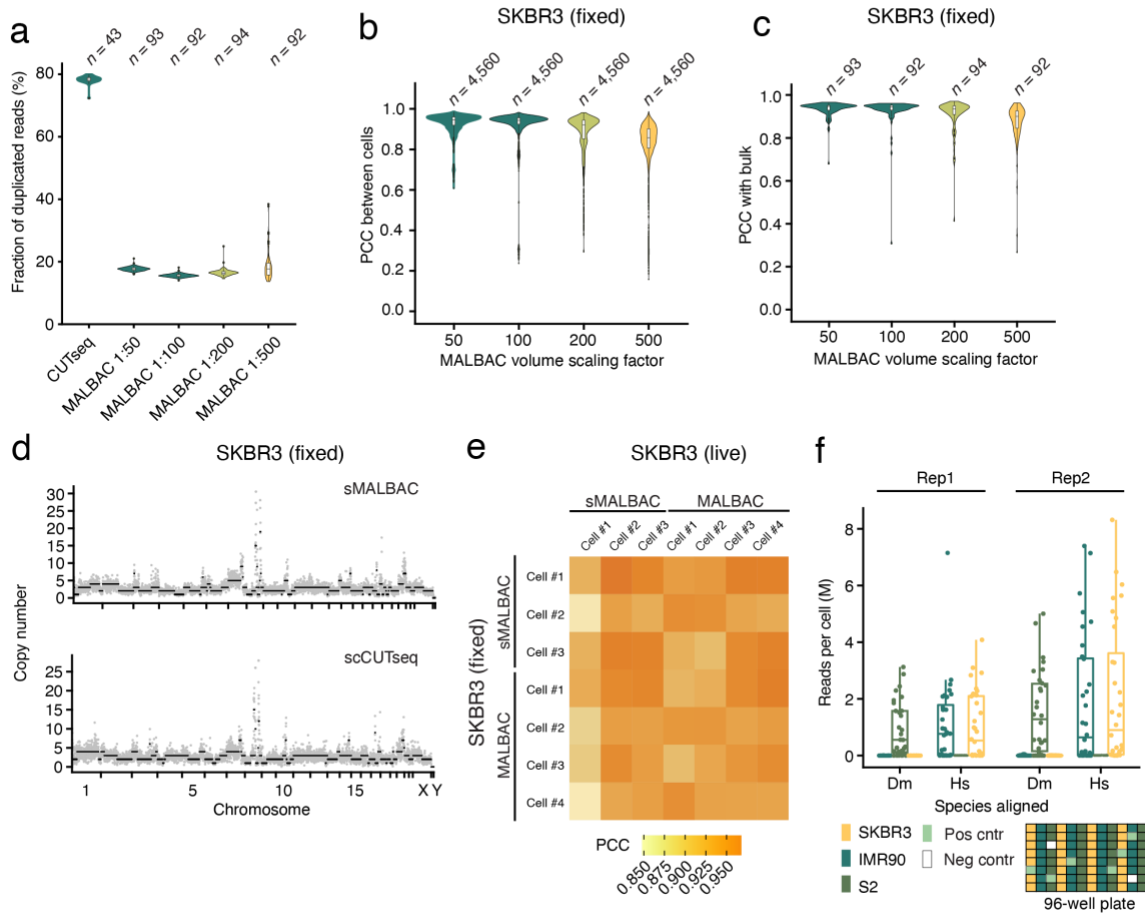 a
n = 43
n = 93
n = 92
n = 94
n = 92
Fraction of duplicated reads (%)
80
60
40
20
0
CUTseq
MALBAC 1:50
MALBAC 1:100
MALBAC 1:200
MALBAC 1:500
b
SKBR3 (fixed)
n = 4,560
n = 4,560
n = 4,560
n = 4,560
PCC between cells
1.0
0.8
0.6
0.4
0.2
0.0
50 100 200 500
MALBAC volume scaling factor
c
SKBR3 (fixed)
n = 93
n = 92
n = 94
n = 92
PCC with bulk
1.0
0.8
0.6
0.4
0.2
0.0
50 100 200 500
MALBAC volume scaling factor
d
SKBR3 (fixed)
sMALBAC
30
25
20
15
10
5
0
Copy number
scCUTseq
25
20
15
10
5
0
1 5 10 15 X Y
Chromosome
e
SKBR3 (live)
sMALBAC MALBAC
Cell #1 Cell #2 Cell #3 Cell #1 Cell #2 Cell #3 Cell #4
SKBR3 (fixed)
sMALBAC
Cell #1
Cell #2
Cell #3
MALBAC
Cell #1
Cell #2
Cell #3
Cell #4
PCC
0.850 0.875 0.900 0.925 0.950
f
Rep1 Rep2
Reads per cell (M)
8
6
4
2
0
Dm Hs Dm Hs
Species aligned
SKBR3
IMR90
S2
Pos cntr
Neg contr
96-well plate